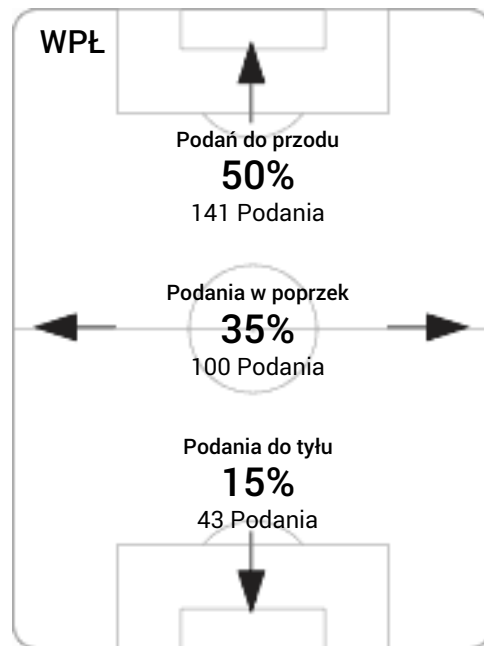 WPŁ
Podań do przodu
50%
141 Podania
Podania w poprzek
35%
100 Podania
Podania do tyłu
15%
43 Podania